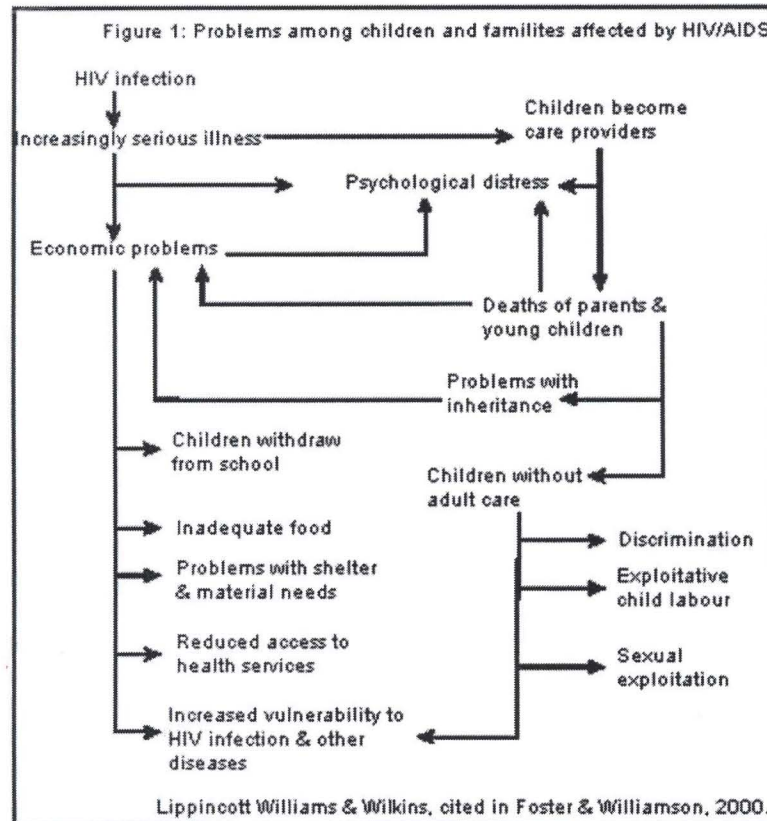 Figure 1: Problems among children and familites affected by HIV/AIDS
HIV infection
Children become
care providers
Increasingly serious illness
Psychological distress
Economic problems
Deaths of parents &
young children
Problems with
inheritance
Children withdraw
from school
Children without
adult care
Inadequate food
Discrimination
Problems with shelter
& material needs
Exploitative
child labour
Reduced access to
health services
Sexual
exploitation
Increased vulnerability to
HIV infection & other
diseases
Lippincott Williams & Wilkins, cited in Foster & Williamson, 2000.